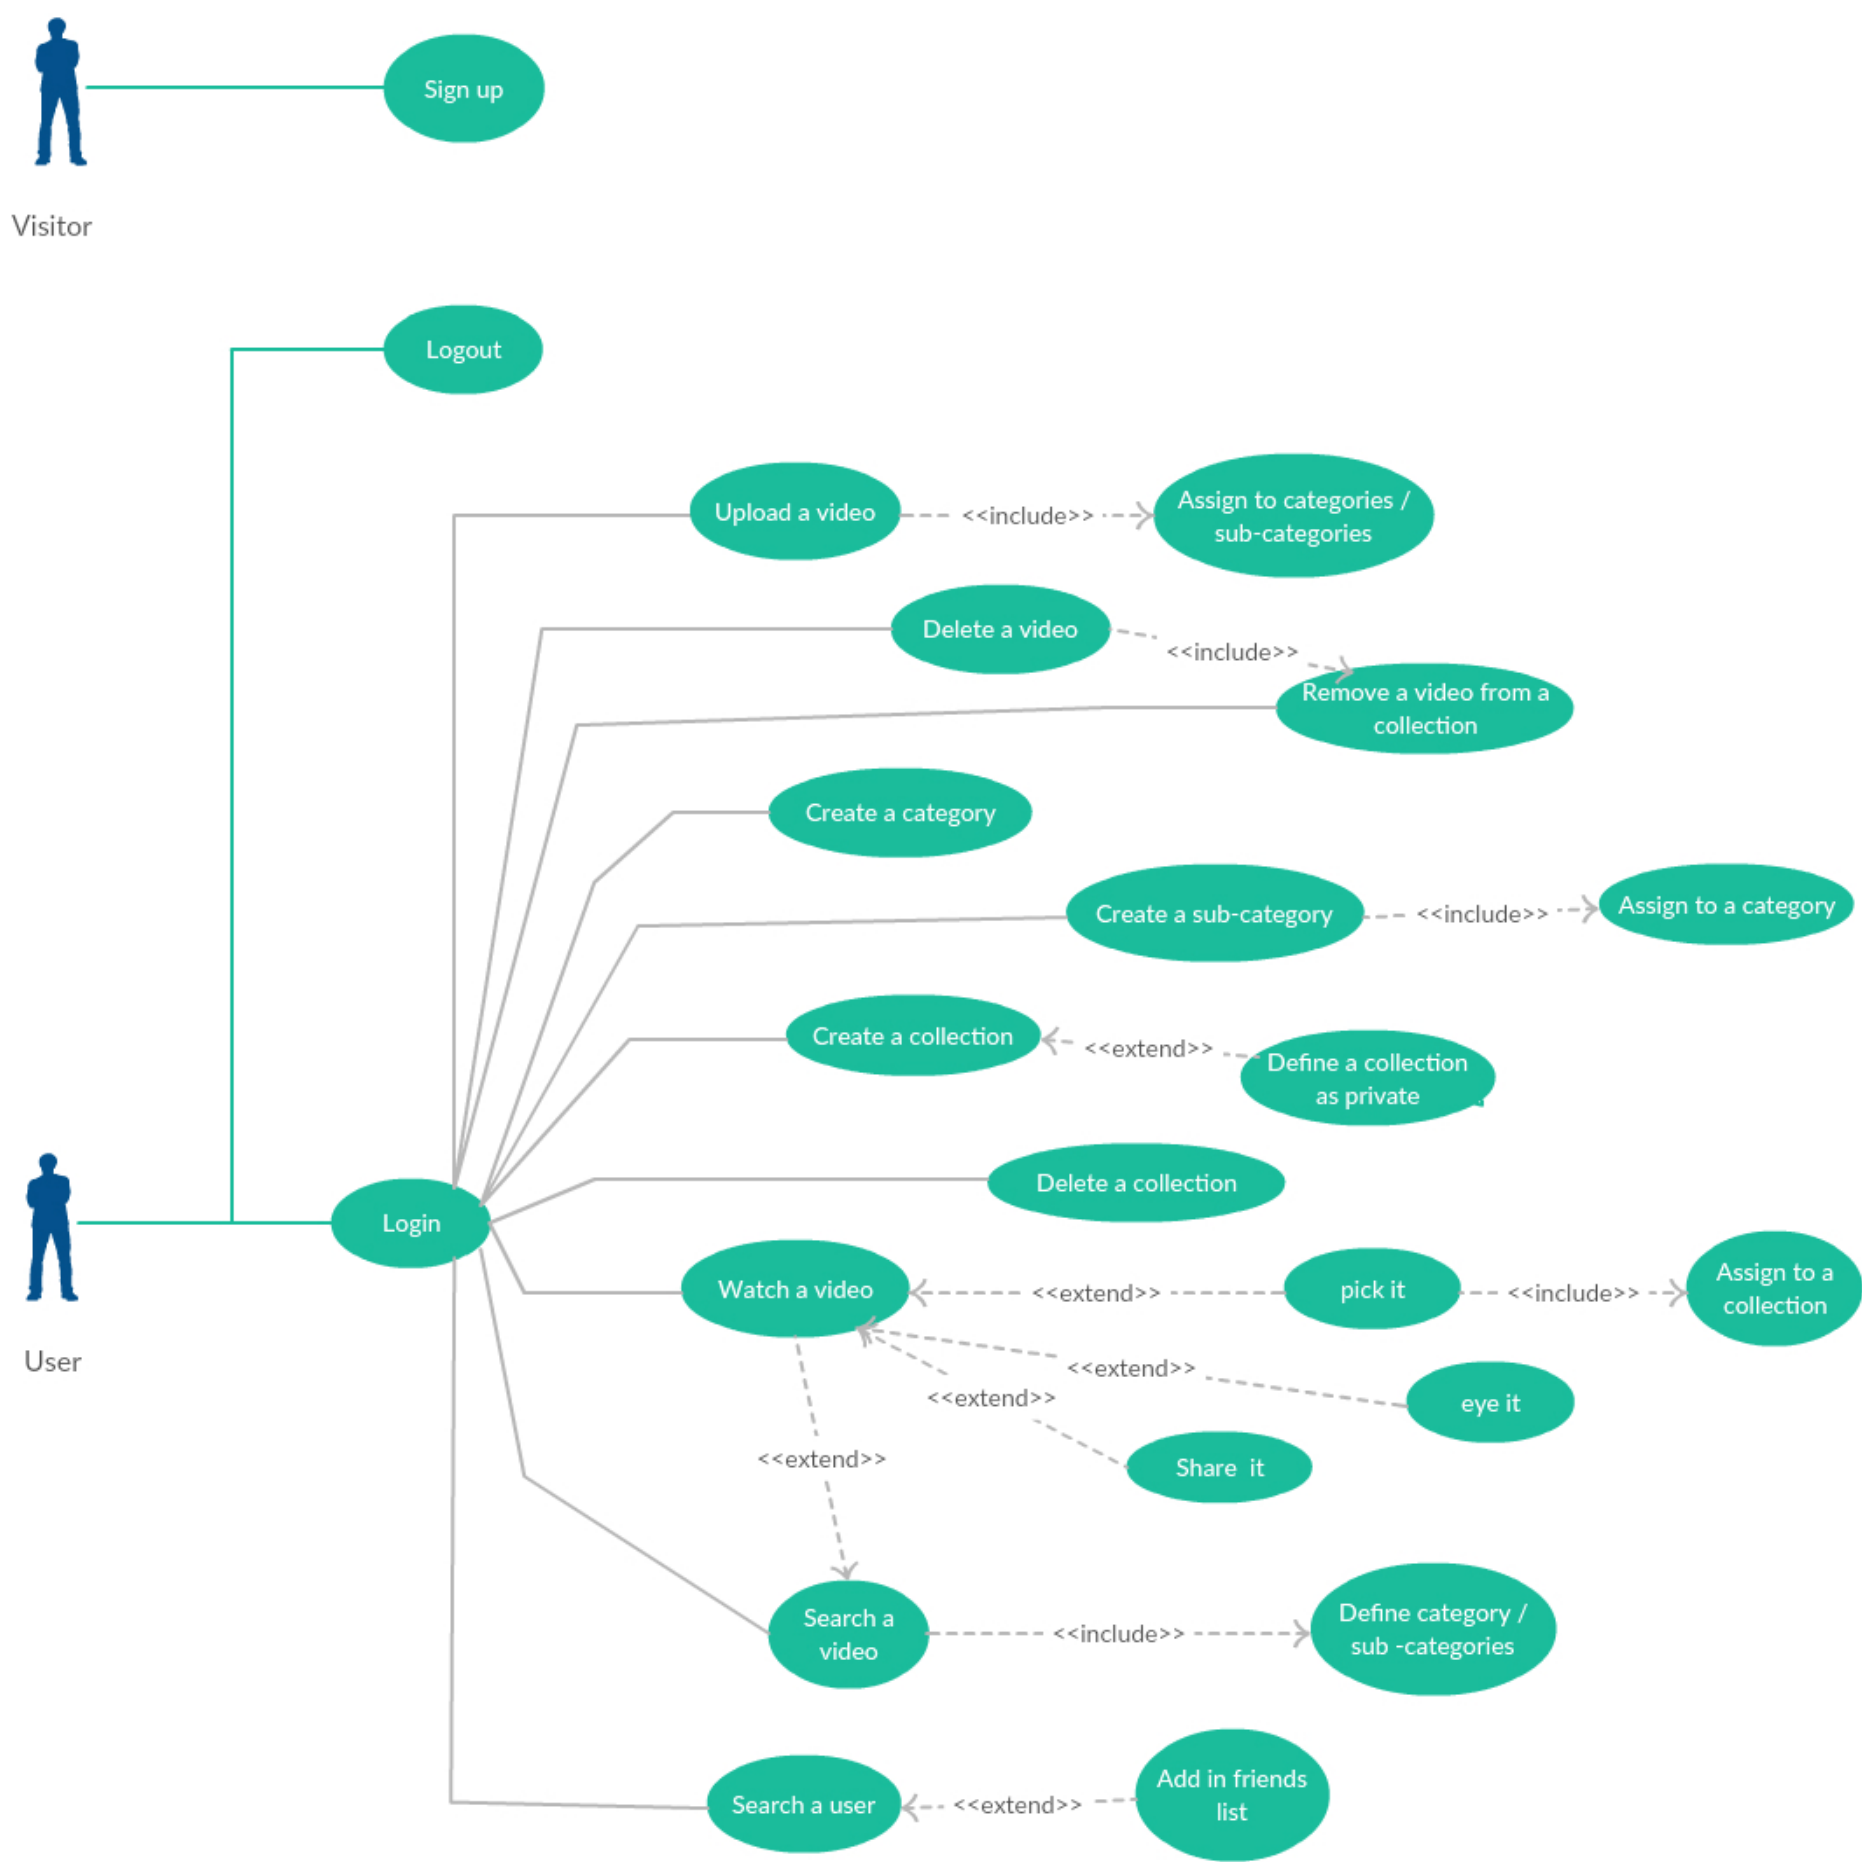 Sign up
Visitor
Logout
Upload a video
<<include>>
Assign to categories /
sub-categories
Delete a video
<<include>>
Remove a video from a
collection
Create a category
Create a sub-category
<<include>>
Assign to a category
Create a collection
<<extend>>
Define a collection
as private
Delete a collection
Login
User
Watch a video
<<extend>>
pick it
<<include>>
Assign to a
collection
<<extend>>
eye it
<<extend>>
Share  it
<<extend>>
Search a
video
<<include>>
Define category /
sub -categories
Search a user
<<extend>>
Add in friends
list